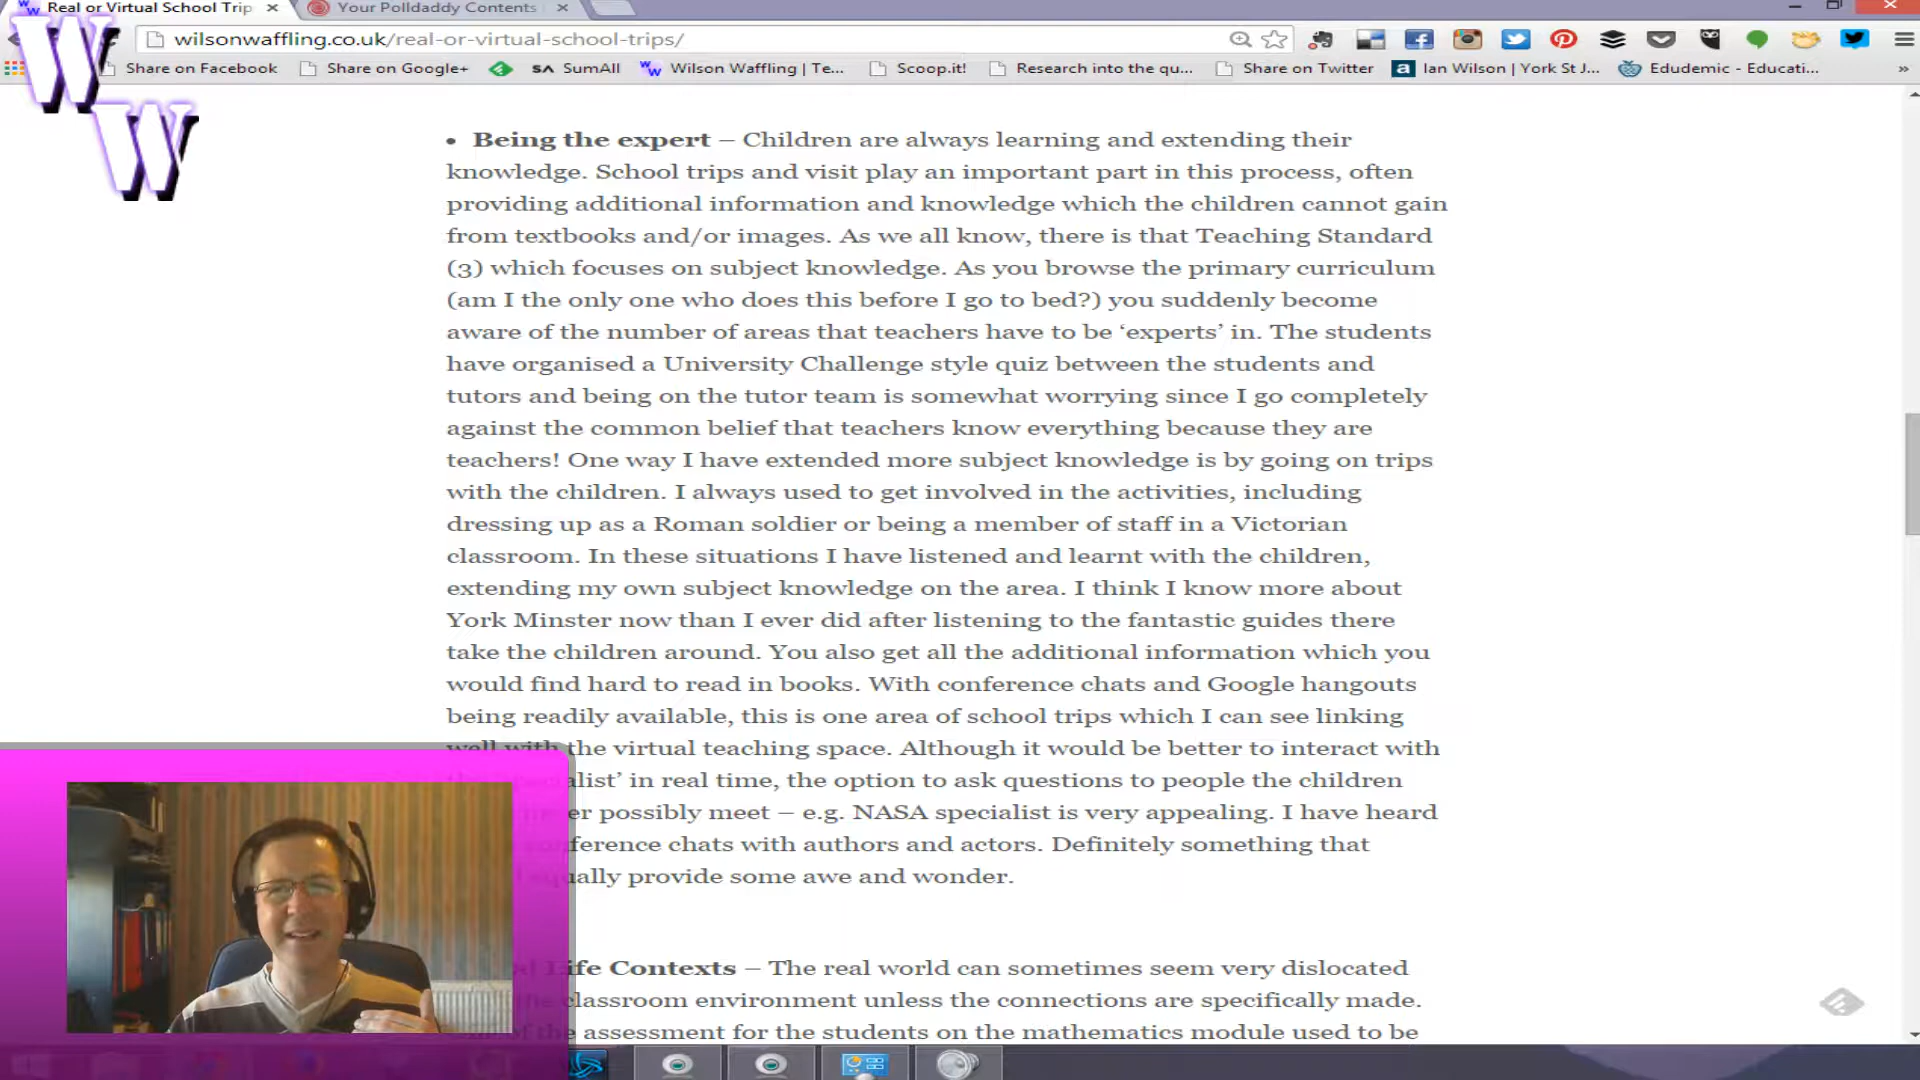 Real or Virtual School Trip
Your Polldaddy Contents
wilsonwaffling.co.uk/real-or-virtual-school-trips/
Share on Facebook
Share on Google+
SumAll
Wilson Waffling | Te...
Scoop.it!
Research into the qu...
Share on Twitter
Ian Wilson | York St J...
Edudemic - Educati...
W
W
• Being the expert – Children are always learning and extending their
knowledge. School trips and visit play an important part in this process, often
providing additional information and knowledge which the children cannot gain
from textbooks and/or images. As we all know, there is that Teaching Standard
(3) which focuses on subject knowledge. As you browse the primary curriculum
(am I the only one who does this before I go to bed?) you suddenly become
aware of the number of areas that teachers have to be ‘experts’ in. The students
have organised a University Challenge style quiz between the students and
tutors and being on the tutor team is somewhat worrying since I go completely
against the common belief that teachers know everything because they are
teachers! One way I have extended more subject knowledge is by going on trips
with the children. I always used to get involved in the activities, including
dressing up as a Roman soldier or being a member of staff in a Victorian
classroom. In these situations I have listened and learnt with the children,
extending my own subject knowledge on the area. I think I know more about
York Minster now than I ever did after listening to the fantastic guides there
take the children around. You also get all the additional information which you
would find hard to read in books. With conference chats and Google hangouts
being readily available, this is one area of school trips which I can see linking
well with the virtual teaching space. Although it would be better to interact with
in real time, the option to ask questions to people the children
possibly meet – e.g. NASA specialist is very appealing. I have heard
chats with authors and actors. Definitely something that
equally provide some awe and wonder.
Life Contexts – The real world can sometimes seem very dislocated
classroom environment unless the connections are specifically made.
of the assessment for the students on the mathematics module used to be